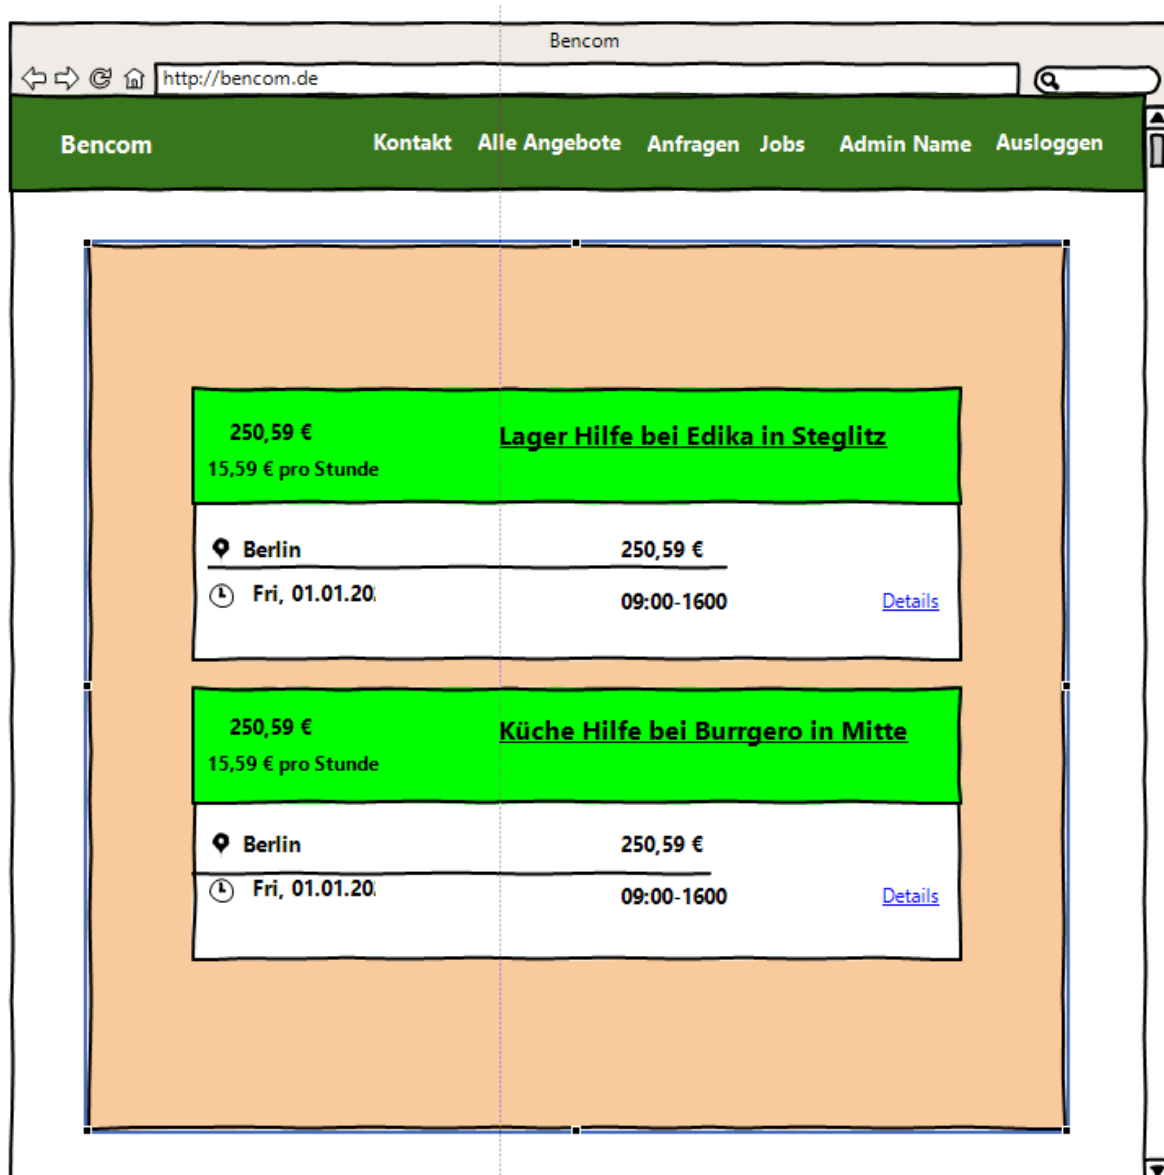 Bencom
http://bencom.de
Bencom Kontakt Alle Angebote Anfragen Jobs Admin Name Ausloggen
250,59 € Lager Hilfe bei Edika in Steglitz
15,59 € pro Stunde
Berlin 250,59 €
Fri, 01.01.20
09:00-1600 Details
250,59 € Küche Hilfe bei Burrgero in Mitte
15,59 € pro Stunde
Berlin 250,59 €
Fri, 01.01.20
09:00-1600 Details